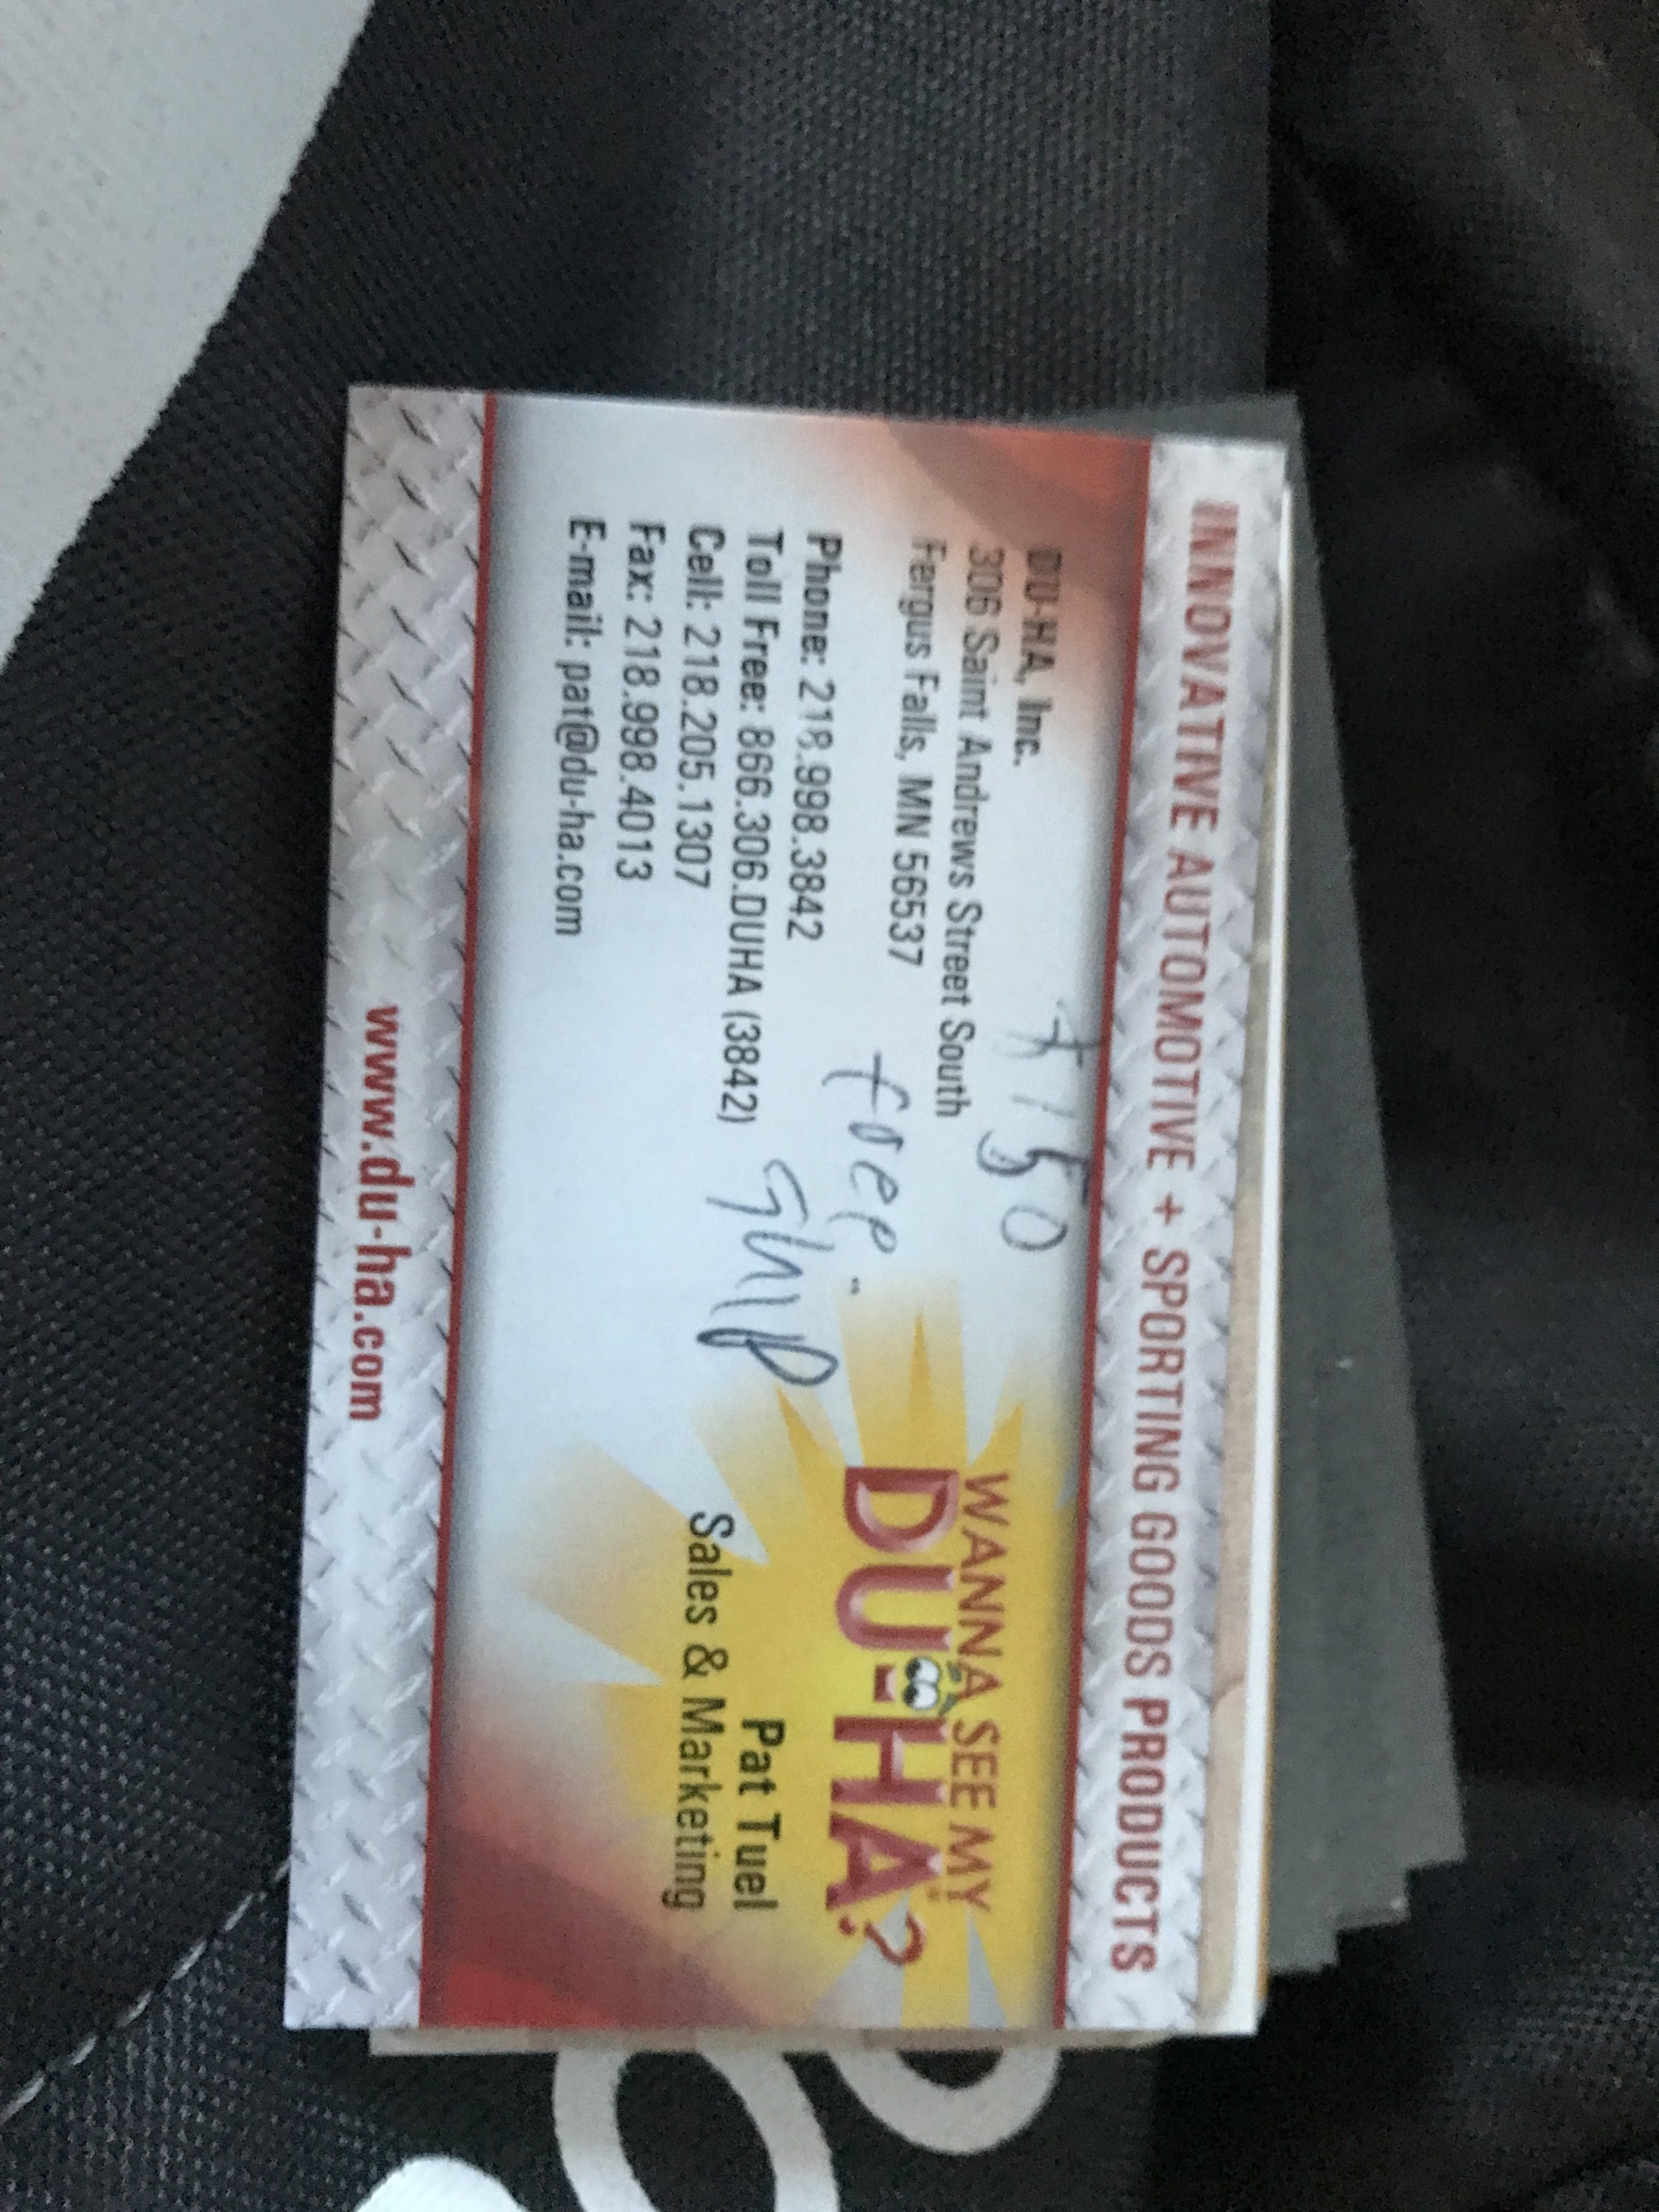 INNOVATIVE AUTOMOTIVE + SPORTING GOODS PRODUCTS
DU-HA, Inc.
306 Saint Andrews Street South
Fergus Falls, MN 56537
Phone: 218.998.3842
Toll Free: 866.306.DUHA (3842)
Cell: 218.205.1307
Fax: 218.998.4013
E-mail: pat@du-ha.com
150
free
Ship
WANNA SEE MY
DU-HA?
Pat Tuel
Sales & Marketing
www.du-ha.com